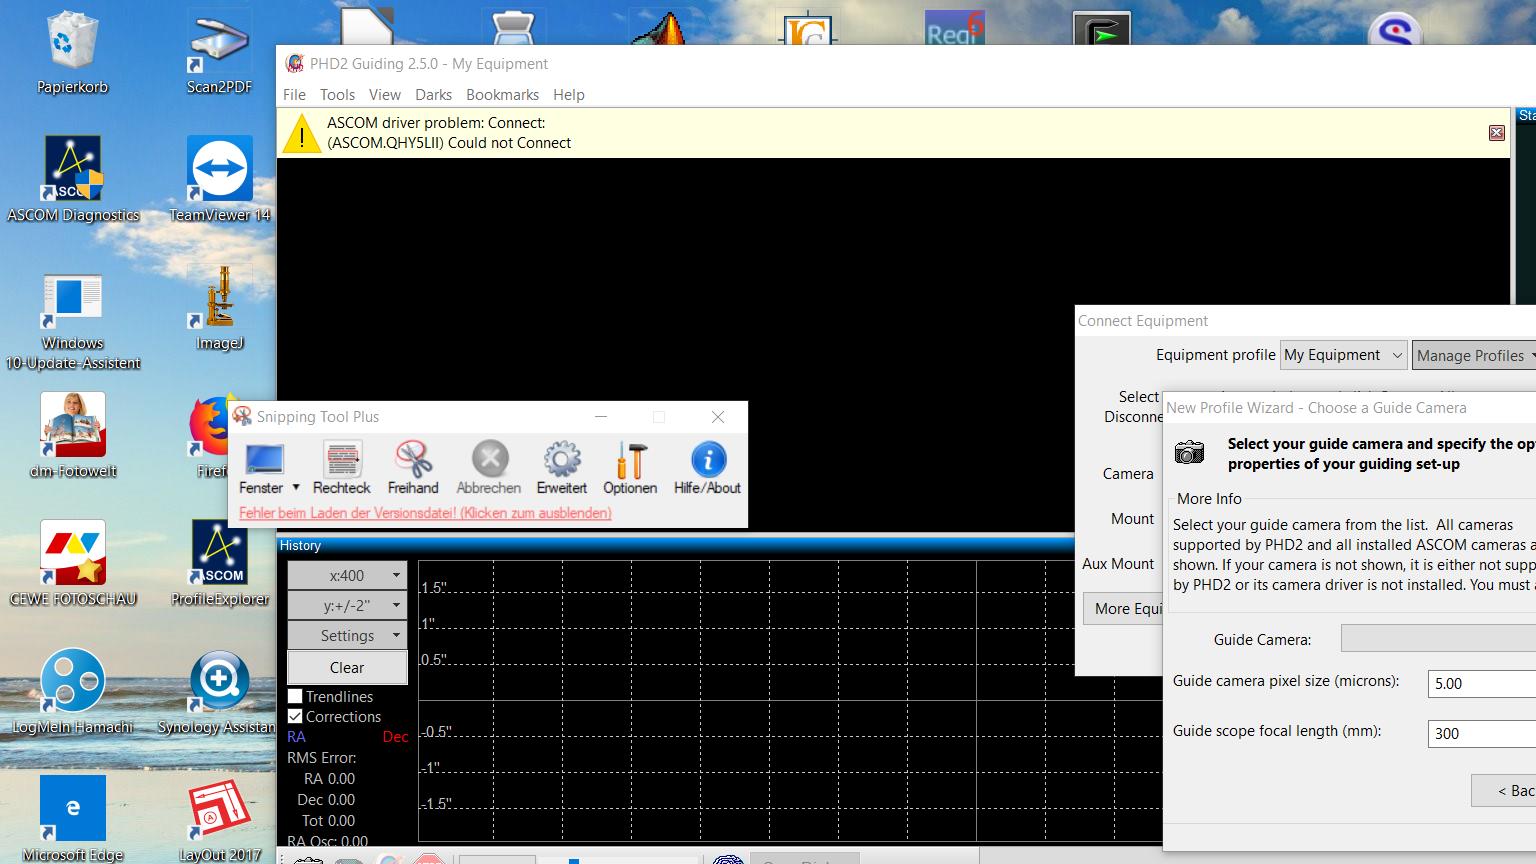 Papierkorb
Scan2PDF
ASCOM Diagnostics
TeamViewer 14
Windows
10-Update-Assistent
ImageJ
dm-Fotowelt
Firef
CEWE FOTOSCHAU
ASCOM
ProfileExplorer
LogMeIn Hamachi
Synology Assistan
Microsoft Edge
LayOut 2017
Regi
6
PHD2 Guiding 2.5.0 - My Equipment
File Tools View Darks Bookmarks Help
ASCOM driver problem: Connect:
(ASCOM.QHY5LII) Could not Connect
Sta
Snipping Tool Plus
Fenster Rechteck Freihand Abbrechen Erweitert Optionen Hilfe/About
Fehler beim Laden der Versionsdatei! (Klicken zum ausblenden)
History
x:400
y:+/-2"
Settings
Clear
Trendlines
Corrections
RA Dec
RMS Error:
RA 0.00
Dec 0.00
Tot 0.00
RA Osc: 0.00
1.5"
1"
0.5"
-0.5"
-1"
-1.5"
Connect Equipment
Equipment profile My Equipment Manage Profiles
Select
Disconne
Camera
Mount
Aux Mount
More Equi
New Profile Wizard - Choose a Guide Camera
Select your guide camera and specify the op
properties of your guiding set-up
More Info
Select your guide camera from the list. All cameras
supported by PHD2 and all installed ASCOM cameras a
shown. If your camera is not shown, it is either not supp
by PHD2 or its camera driver is not installed. You must
Guide Camera:
Guide camera pixel size (microns): 5.00
Guide scope focal length (mm): 300
< Bac